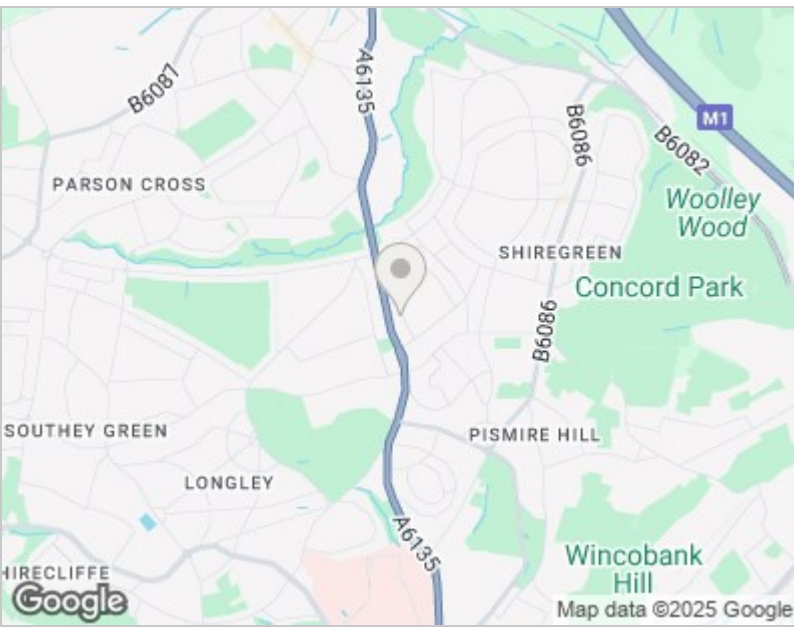 A6135
B6087
B6086
M1
B6082
PARSON CROSS
Woolley
Wood
SHIREGREEN
Concord Park
B6086
SOUTHEY GREEN
PISMIRE HILL
LONGLEY
A6135
HIRECLIFFE
Wincobank
Hill
Google
Map data ©2025 Google